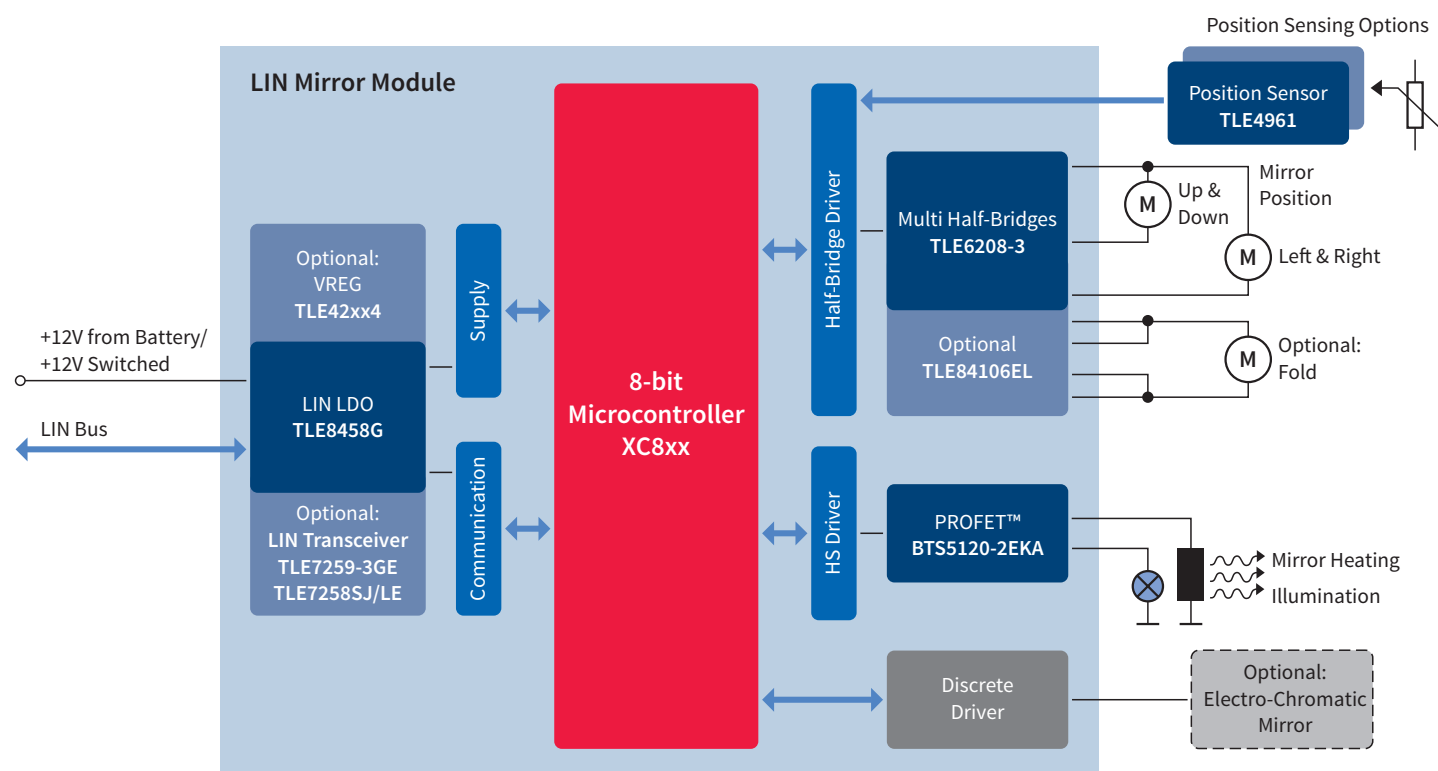 Position Sensing Options
LIN Mirror Module
Position Sensor
TLE4961
Half-Bridge Driver
Multi Half-Bridges
TLE6208-3
M
Up &
Down
Mirror
Position
M
Left & Right
Optional
TLE84106EL
M
Optional:
Fold
Optional:
VREG
TLE42xx4
Supply
+12V from Battery/
+12V Switched
LIN LDO
TLE8458G
LIN Bus
8-bit
Microcontroller
XC8xx
Optional:
LIN Transceiver
TLE7259-3GE
TLE7258SJ/LE
Communication
HS Driver
PROFET™
BTS5120-2EKA
Mirror Heating
Illumination
Discrete
Driver
Optional:
Electro-Chromatic
Mirror